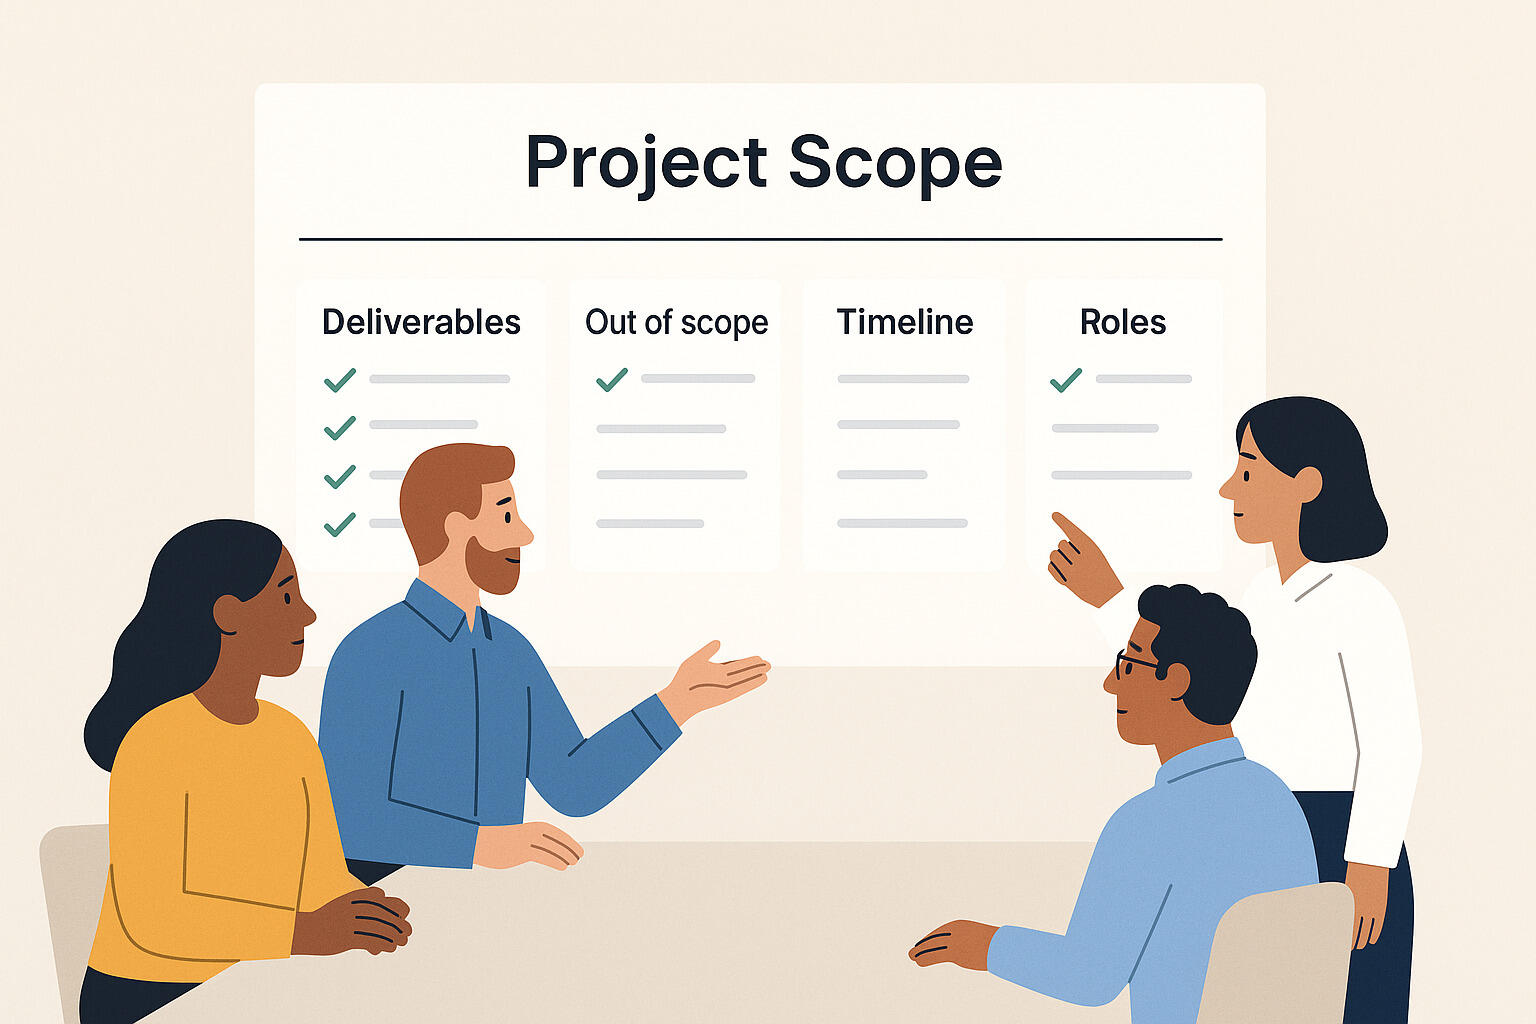 Project Scope
Deliverables
Out of scope
Timeline
Roles